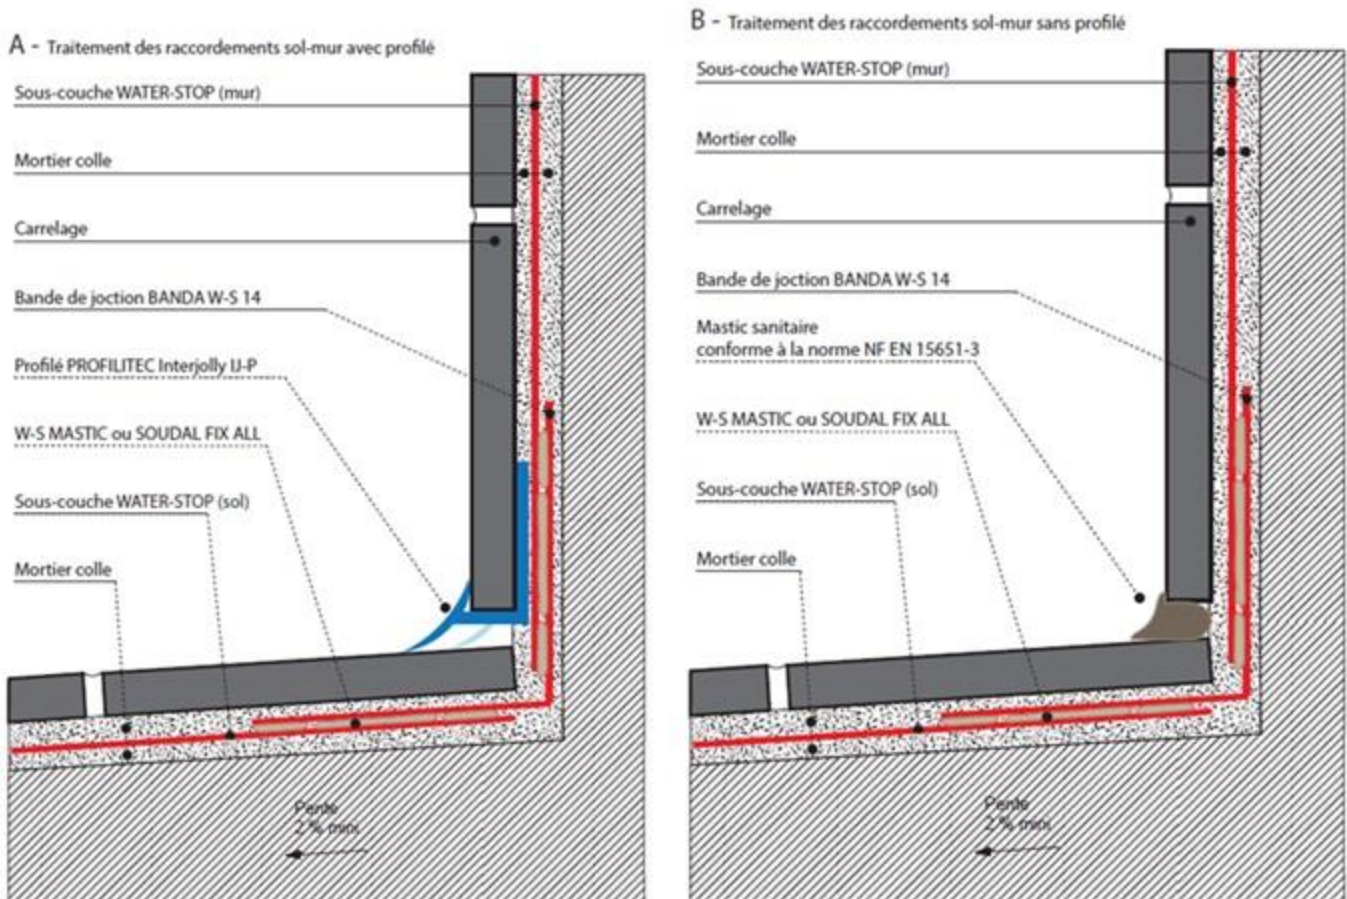 A - Traitement des raccordements sol-mur avec profilé
Sous-couche WATER-STOP (mur)
Mortier colle
Carrelage
Bande de joction BANDA W-S 14
Profilé PROFILITEC Interjolly IJ-P
W-S MASTIC ou SOUDAL FIX ALL
Sous-couche WATER-STOP (sol)
Mortier colle
Pente
2 % mini
B - Traitement des raccordements sol-mur sans profilé
Sous-couche WATER-STOP (mur)
Mortier colle
Carrelage
Bande de joction BANDA W-S 14
Mastic sanitaire
conforme à la norme NF EN 15651-3
W-S MASTIC ou SOUDAL FIX ALL
Sous-couche WATER-STOP (sol)
Mortier colle
Pente
2 % mini